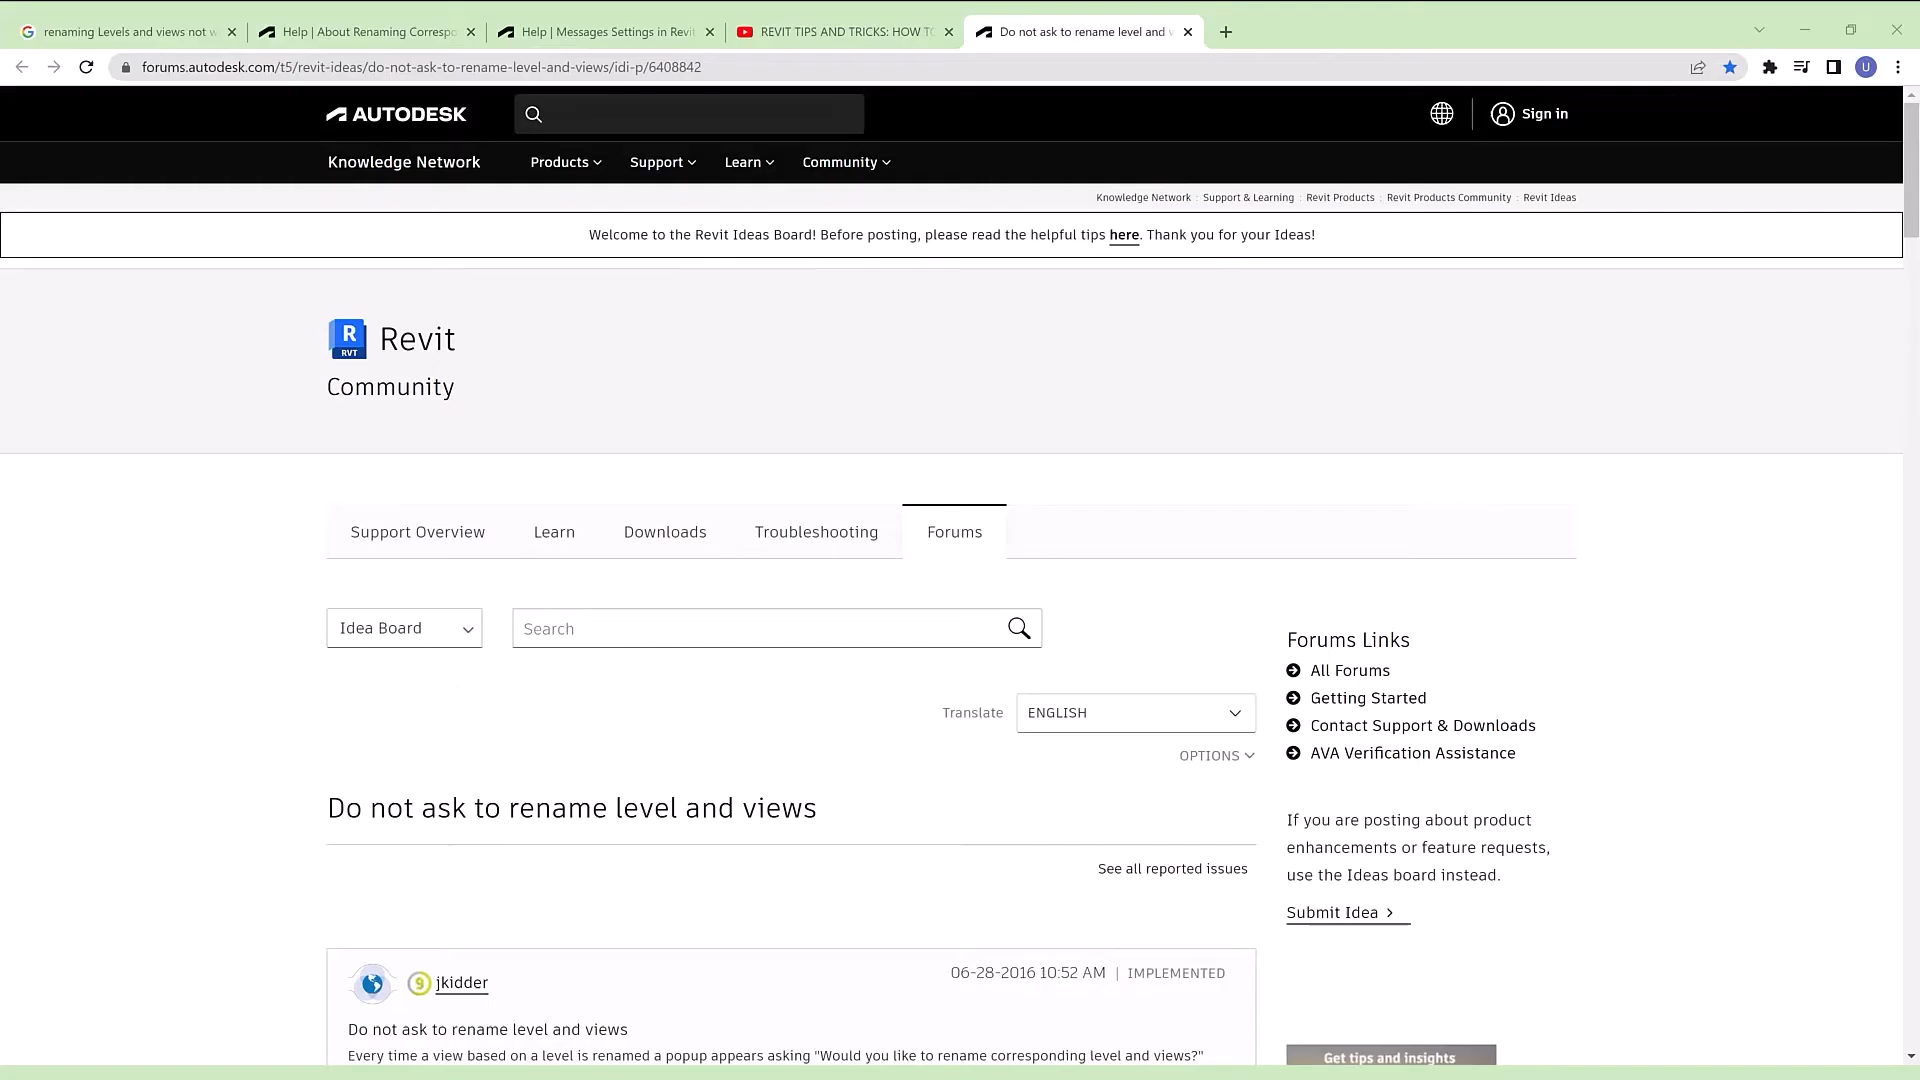 renaming Levels and views not w
Help | About Renaming Correspo
Help | Messages Settings in Revit
REVIT TIPS AND TRICKS: HOW TO
Do not ask to rename level and v
forums.autodesk.com/t5/revit-ideas/do-not-ask-to-rename-level-and-views/idi-p/6408842
U
AUTODESK
Sign in
Knowledge Network
Products
Support
Learn
Community
Knowledge Network : Support & Learning : Revit Products : Revit Products Community : Revit Ideas
Welcome to the Revit Ideas Board! Before posting, please read the helpful tips here. Thank you for your Ideas!
R
RVT
Revit
Community
Support Overview
Learn
Downloads
Troubleshooting
Forums
Idea Board
Search
Translate
ENGLISH
OPTIONS
Do not ask to rename level and views
See all reported issues
9
jkidder
06-28-2016 10:52 AM | IMPLEMENTED
Do not ask to rename level and views
Every time a view based on a level is renamed a popup appears asking "Would you like to rename corresponding level and views?"
Forums Links
All Forums
Getting Started
Contact Support & Downloads
AVA Verification Assistance
If you are posting about product
enhancements or feature requests,
use the Ideas board instead.
Submit Idea
Get tips and insights